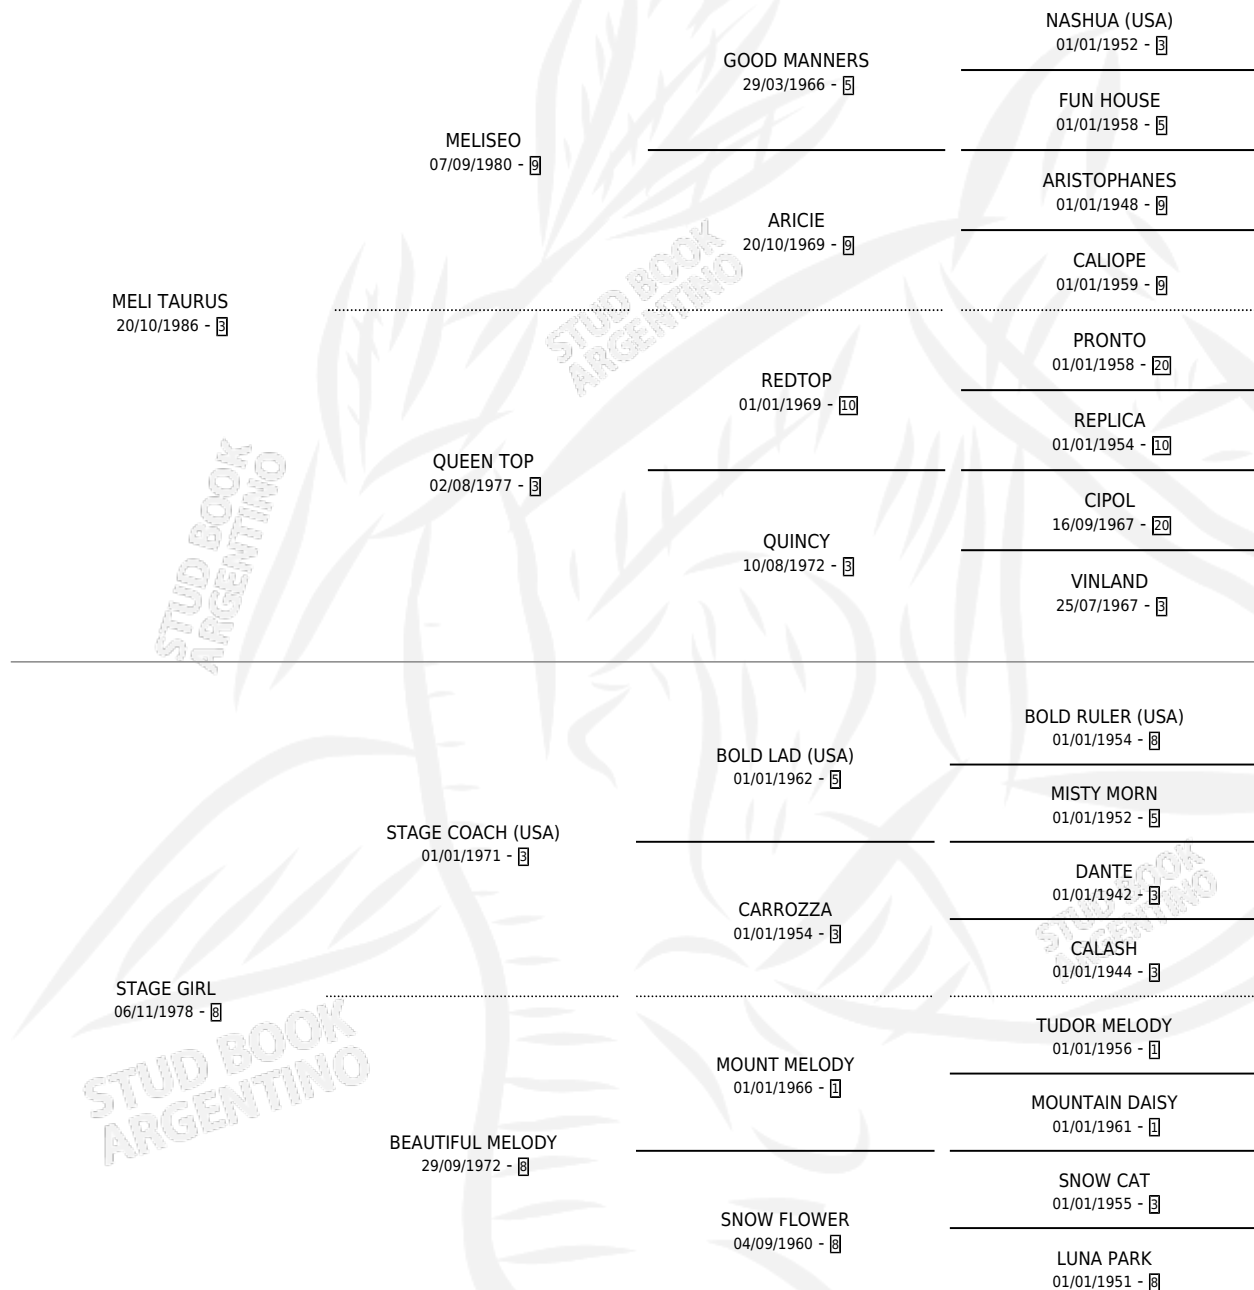 NASHUA (USA)
01/01/1952 - 3
GOOD MANNERS
29/03/1966 - 5
FUN HOUSE
01/01/1958 - 5
MELISEO
07/09/1980 - 9
ARISTOPHANES
01/01/1948 - 9
ARICIE
20/10/1969 - 9
CALIOPE
01/01/1959 - 9
MELI TAURUS
20/10/1986 - 3
PRONTO
01/01/1958 - 20
REDTOP
01/01/1969 - 10
REPLICA
01/01/1954 - 10
QUEEN TOP
02/08/1977 - 3
CIPOL
16/09/1967 - 20
QUINCY
10/08/1972 - 3
VINLAND
25/07/1967 - 3
BOLD RULER (USA)
01/01/1954 - 8
BOLD LAD (USA)
01/01/1962 - 5
MISTY MORN
01/01/1952 - 5
STAGE COACH (USA)
01/01/1971 - 3
DANTE
01/01/1942 - 3
CARROZZA
01/01/1954 - 3
CALASH
01/01/1944 - 3
STAGE GIRL
06/11/1978 - 8
TUDOR MELODY
01/01/1956 - 1
MOUNT MELODY
01/01/1966 - 1
MOUNTAIN DAISY
01/01/1961 - 1
BEAUTIFUL MELODY
29/09/1972 - 8
SNOW CAT
01/01/1955 - 3
SNOW FLOWER
04/09/1960 - 8
LUNA PARK
01/01/1951 - 8
STUD BOOK
ARGENTINO
STUD BOOK
ARGENTINO
STUD BOOK
ARGENTINO
STUD BOOK
ARGENTINO